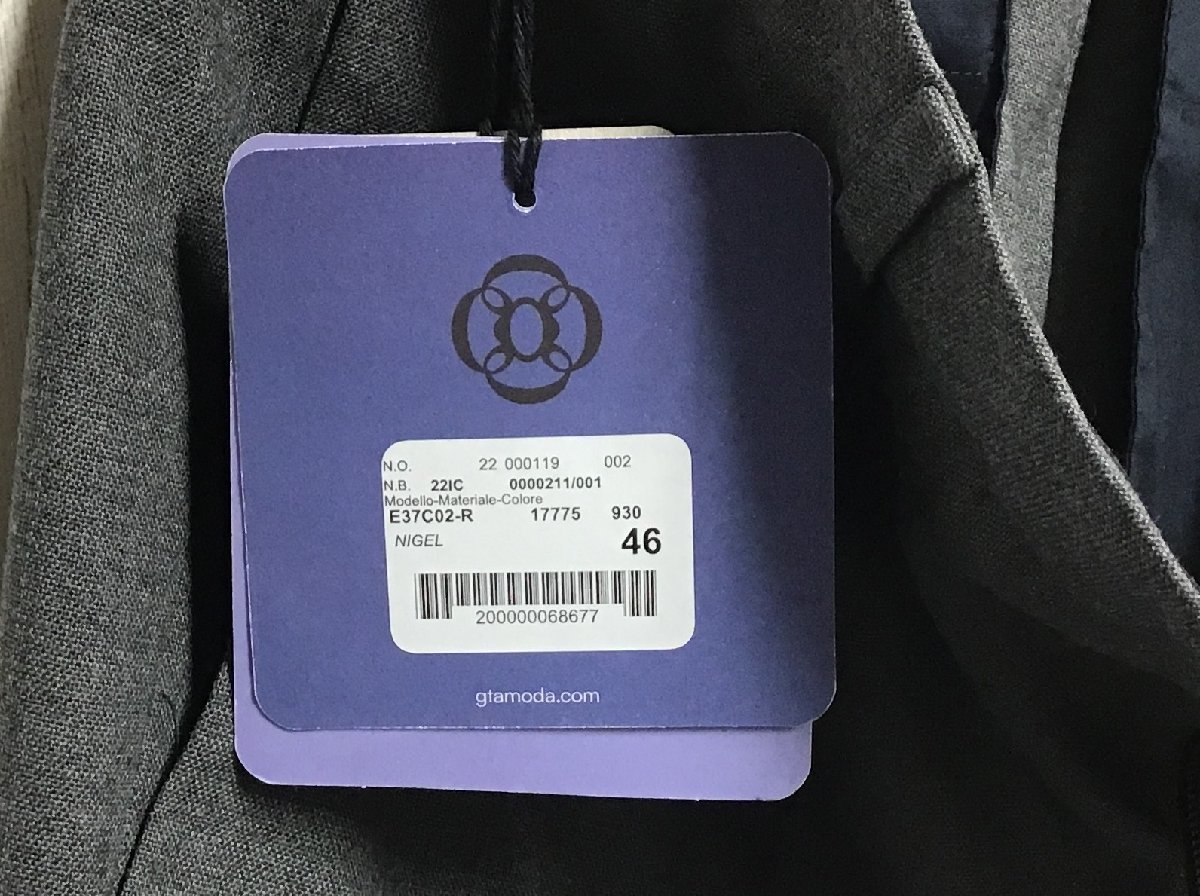 N.O. 22 000119 002
N.B. 22IC 0000211/001
Modello-Materiale-Colore
E37C02-R 17775 930
NIGEL 46
200000068677
gtamoda.com